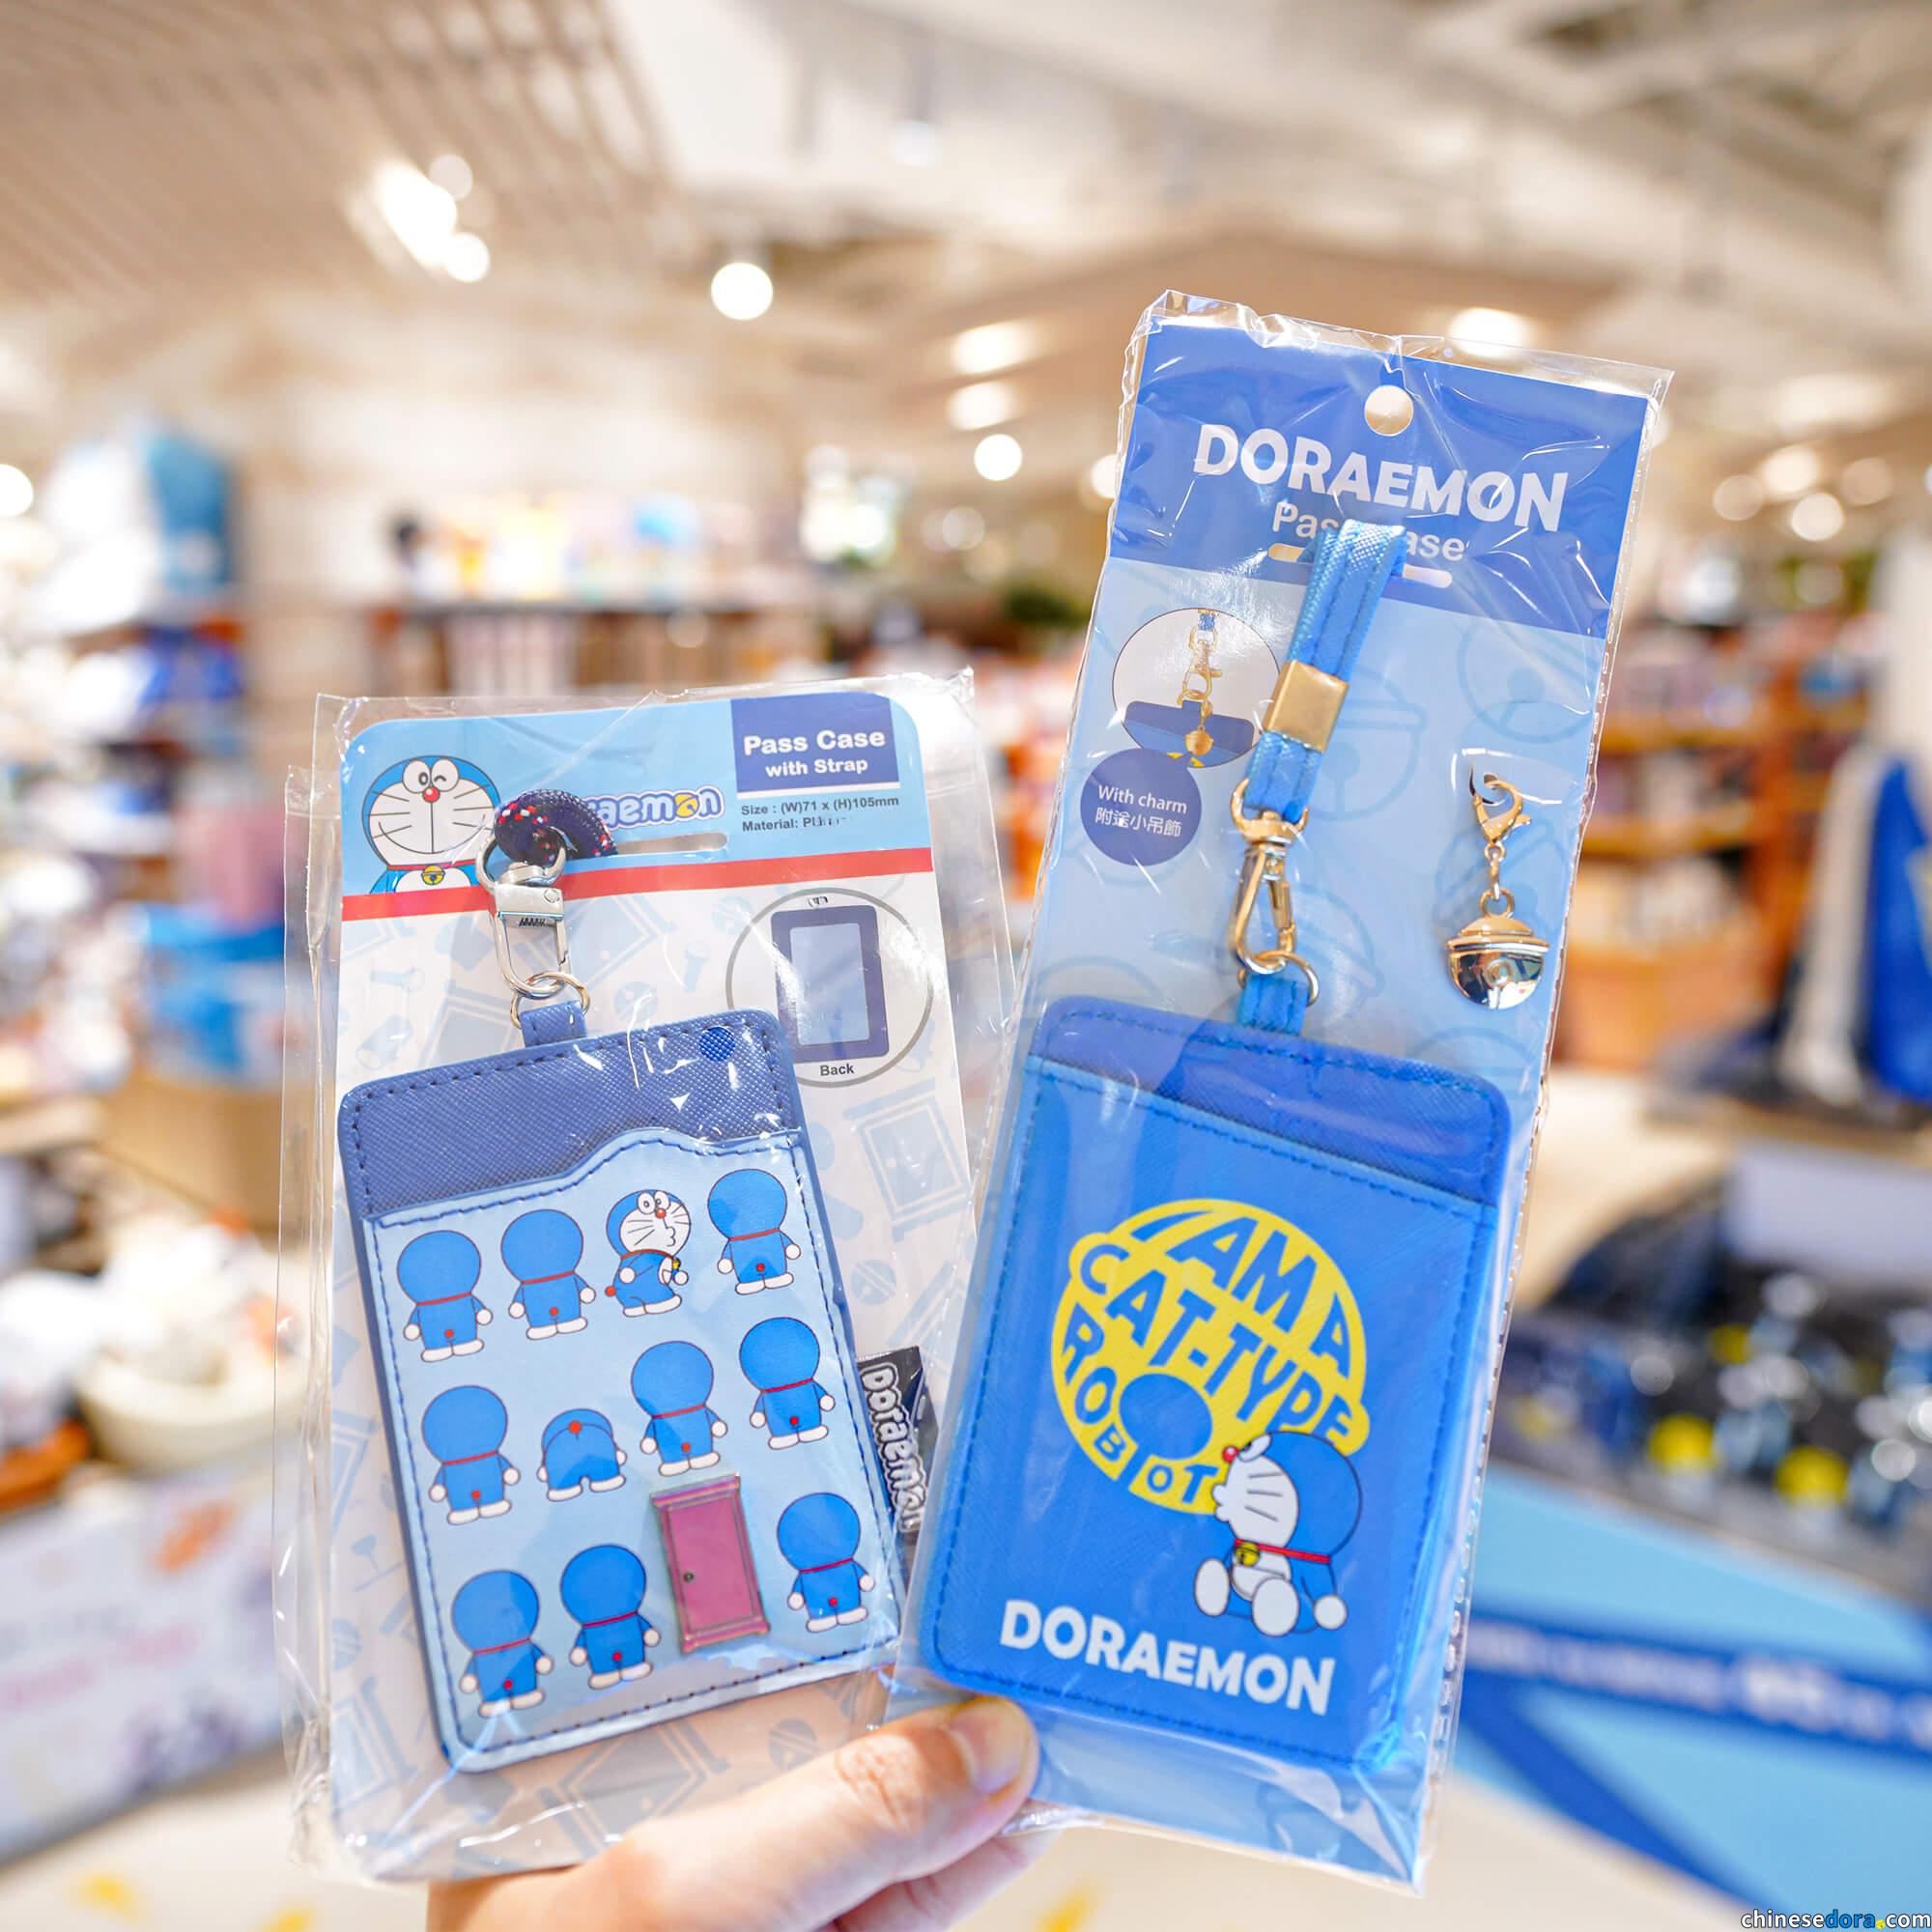 Pass Case
with Strap
Size : (W)71 x (H)105mm
Material:
Back
Doraemon
DORAEMON
With charm
附送小吊飾
I AM A
CAT-TYPE
ROBOT
DORAEMON
chinesedora.com